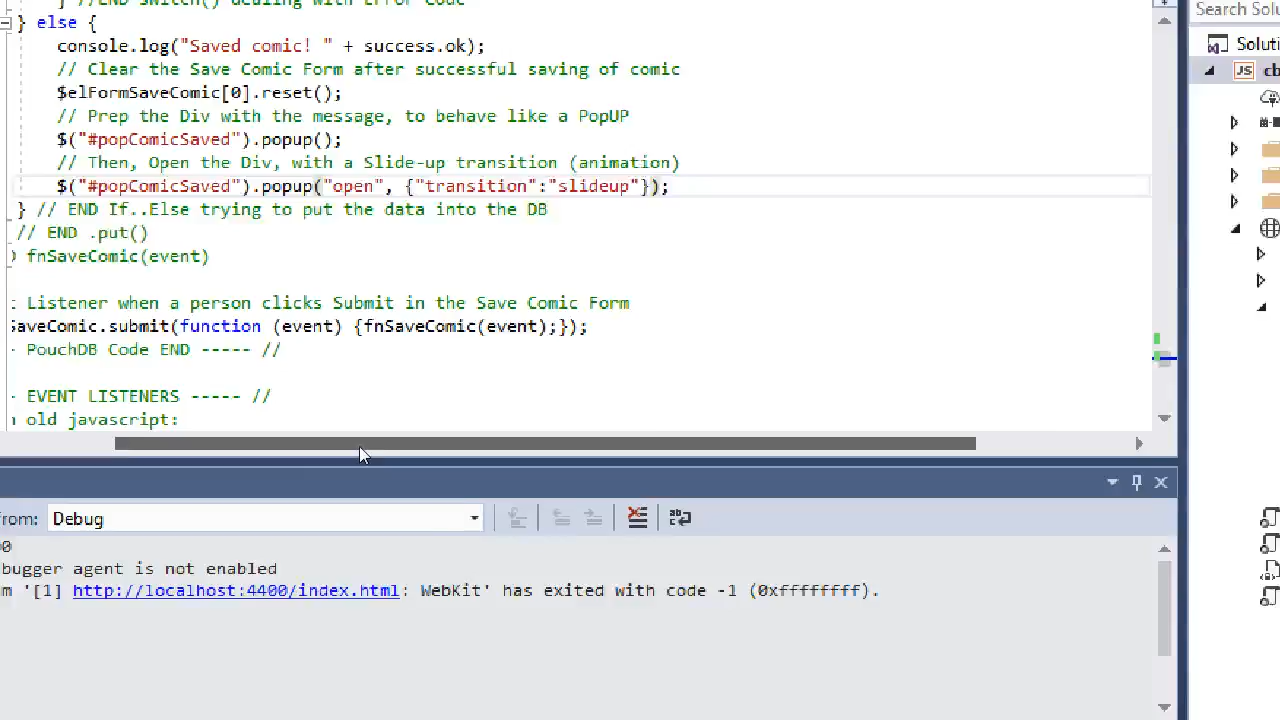 } //END switch() dealing with Error Code
} else {
console.log("Saved comic! " + success.ok);
// Clear the Save Comic Form after successful saving of comic
$elFormSaveComic[0].reset();
// Prep the Div with the message, to behave like a PopUP
$("#popComicSaved").popup();
// Then, Open the Div, with a Slide-up transition (animation)
$("#popComicSaved").popup("open", {"transition":"slideup"});
} // END If..Else trying to put the data into the DB
// END .put()
fnSaveComic(event)
Listener when a person clicks Submit in the Save Comic Form
SaveComic.submit(function (event) {fnSaveComic(event);});
- PouchDB Code END ----- //
- EVENT LISTENERS ----- //
old javascript:
Search Solu
Soluti
JS cb
from: Debug
0
bugger agent is not enabled
m '[1] http://localhost:4400/index.html: WebKit' has exited with code -1 (0xffffffff).